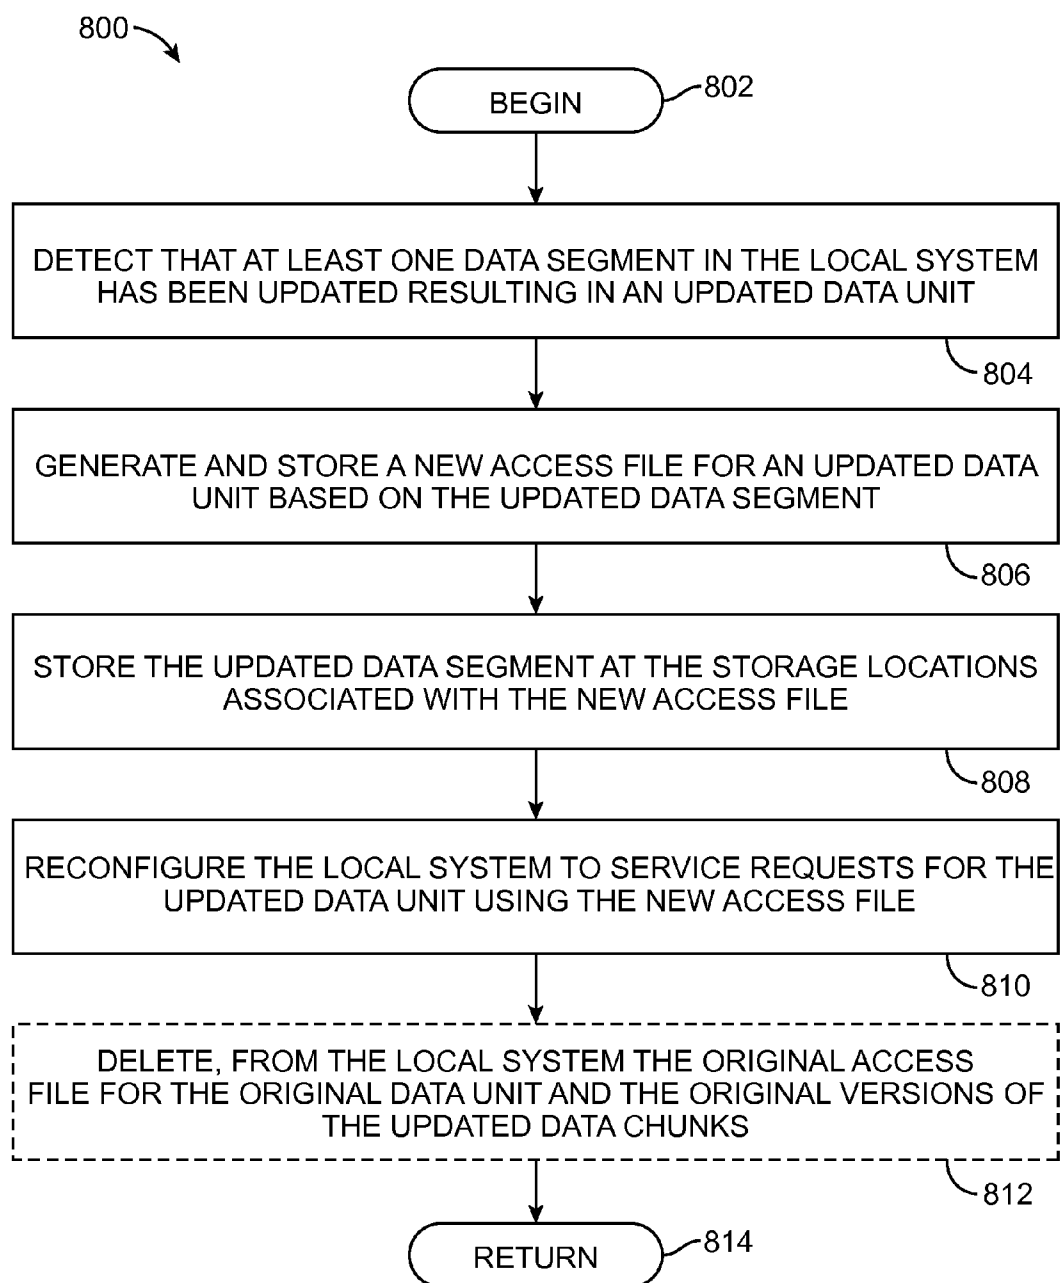 800
BEGIN
802
DETECT THAT AT LEAST ONE DATA SEGMENT IN THE LOCAL SYSTEM
HAS BEEN UPDATED RESULTING IN AN UPDATED DATA UNIT
804
GENERATE AND STORE A NEW ACCESS FILE FOR AN UPDATED DATA
UNIT BASED ON THE UPDATED DATA SEGMENT
806
STORE THE UPDATED DATA SEGMENT AT THE STORAGE LOCATIONS
ASSOCIATED WITH THE NEW ACCESS FILE
808
RECONFIGURE THE LOCAL SYSTEM TO SERVICE REQUESTS FOR THE
UPDATED DATA UNIT USING THE NEW ACCESS FILE
810
DELETE, FROM THE LOCAL SYSTEM THE ORIGINAL ACCESS
FILE FOR THE ORIGINAL DATA UNIT AND THE ORIGINAL VERSIONS OF
THE UPDATED DATA CHUNKS
812
RETURN
814